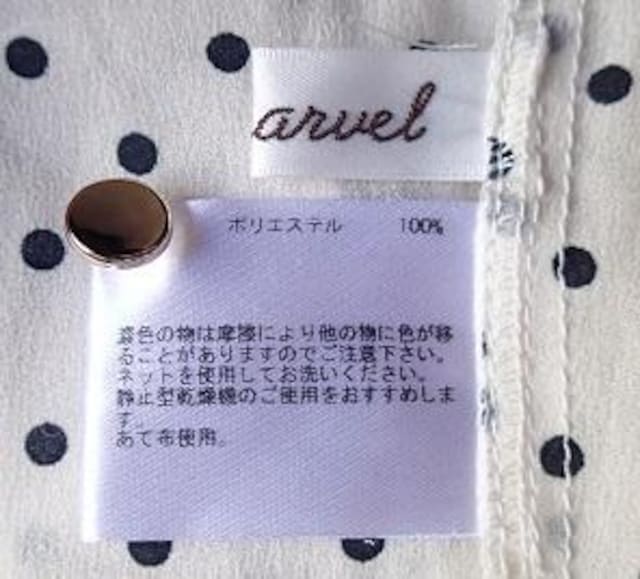 arvel
ポリエステル 100%
濃色の物は摩擦により他の物に色が移
ることがありますのでご注意下さい。
ネットを使用してお洗いください。
静止型乾燥機のご使用をおすすめしま
す。
あて布使用。